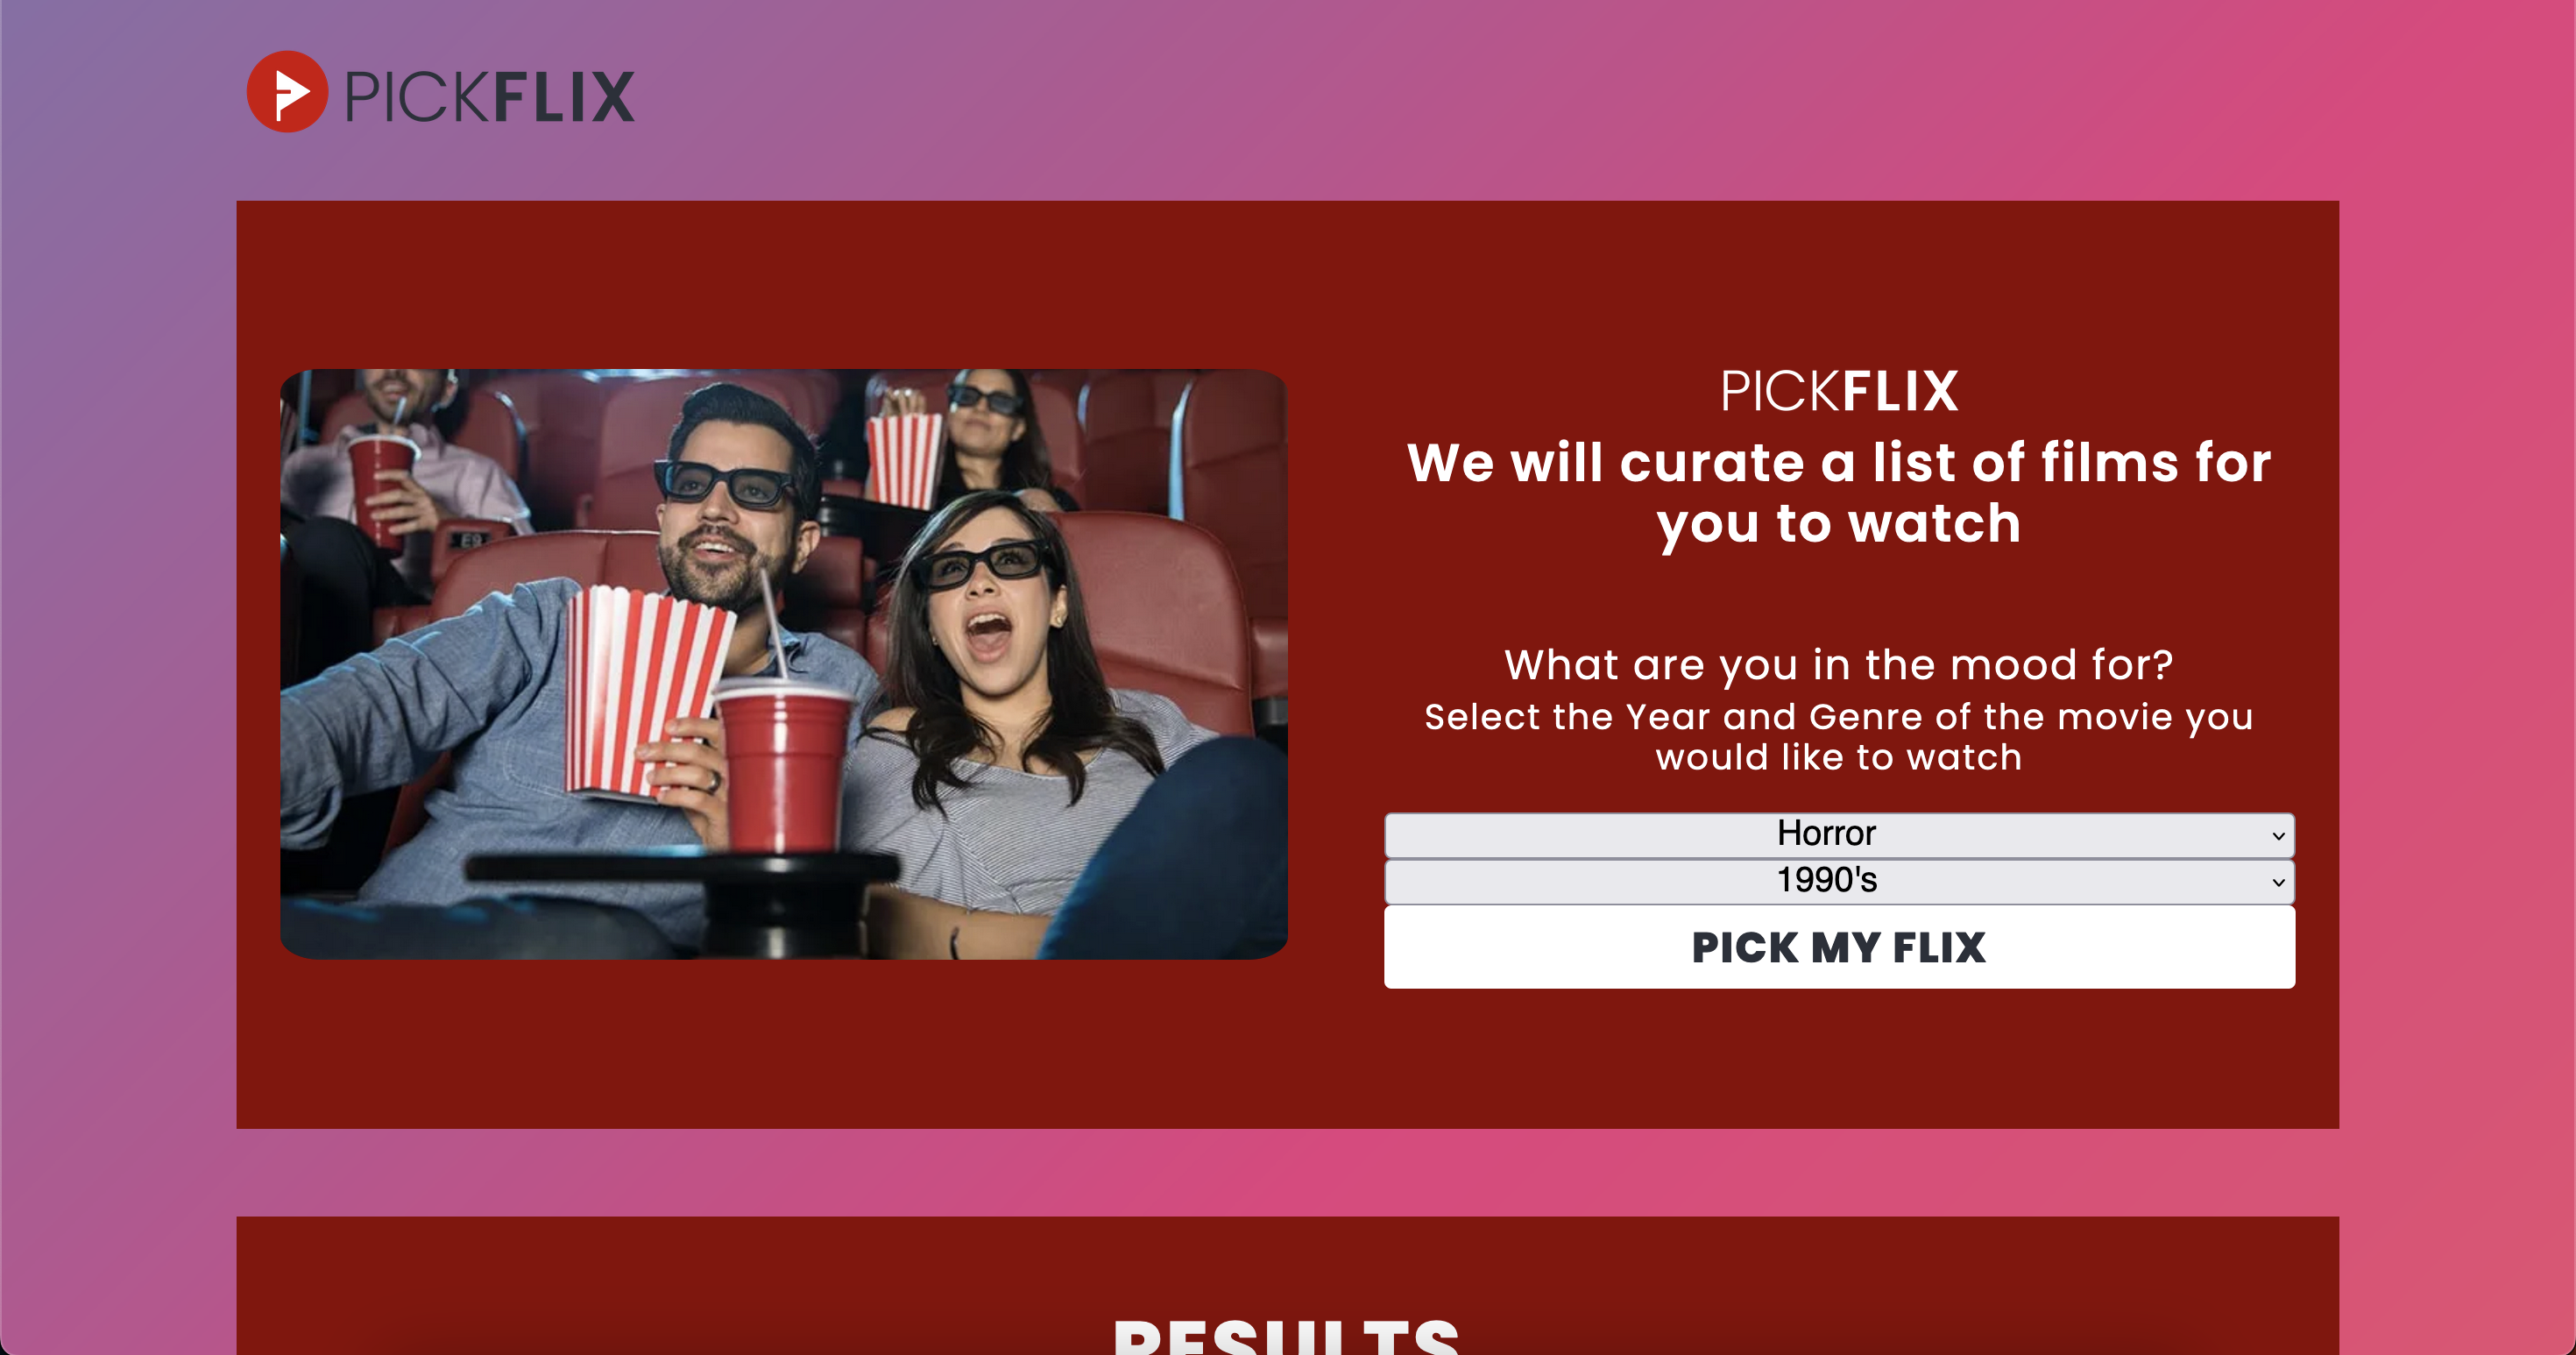 PICKFLIX
PICKFLIX
We will curate a list of films for
you to watch
What are you in the mood for?
Select the Year and Genre of the movie you
would like to watch
Horror
1990's
PICK MY FLIX
E9
RESULTS